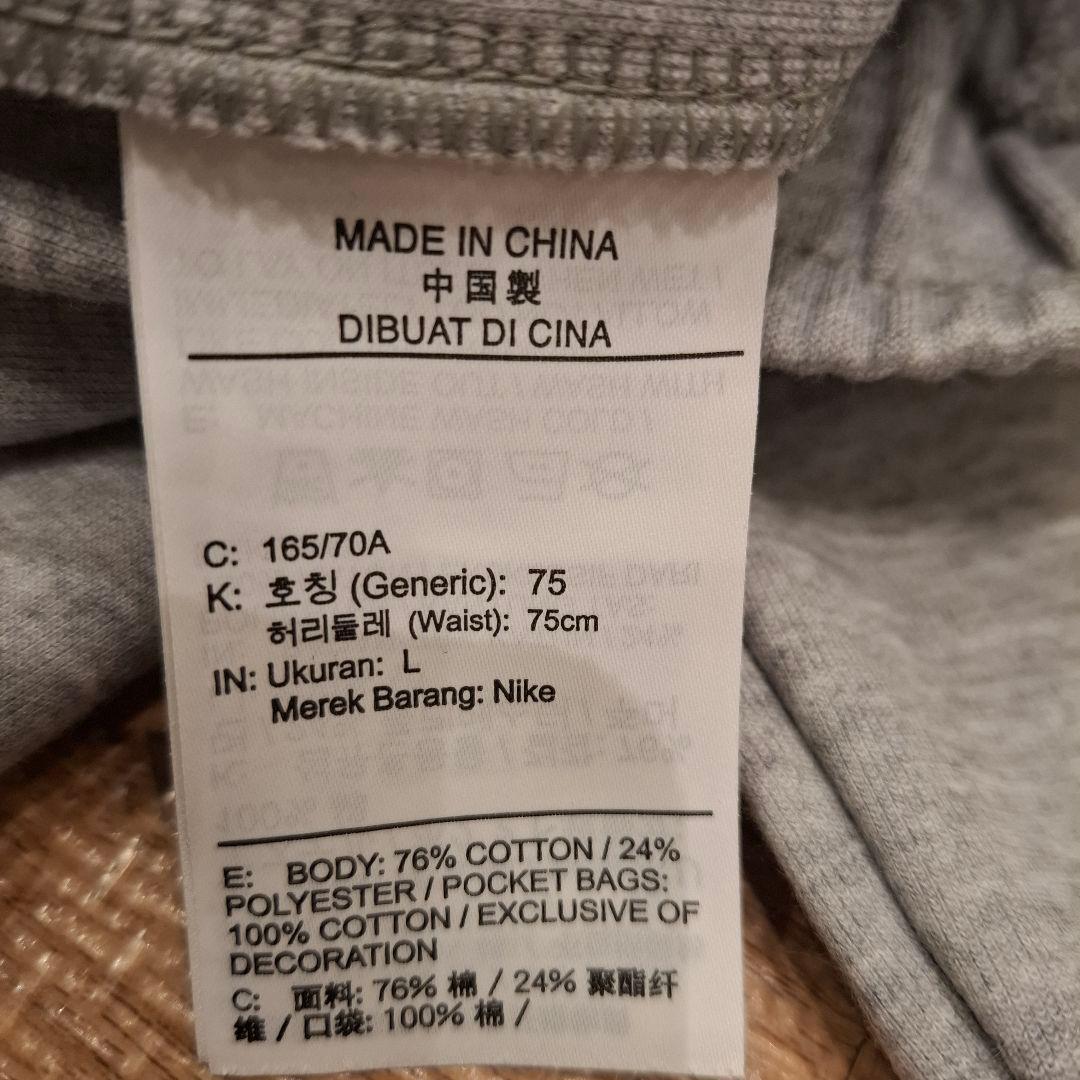 MADE IN CHINA
中国製
DIBUAT DI CINA
C: 165/70A
K: 호칭 (Generic): 75
허리둘레 (Waist): 75cm
IN: Ukuran: L
Merek Barang: Nike
E: BODY: 76% COTTON / 24%
POLYESTER / POCKET BAGS:
100% COTTON / EXCLUSIVE OF
DECORATION
C: 面料: 76% 棉 / 24% 聚酯纤
维 / 口袋: 100% 棉 /